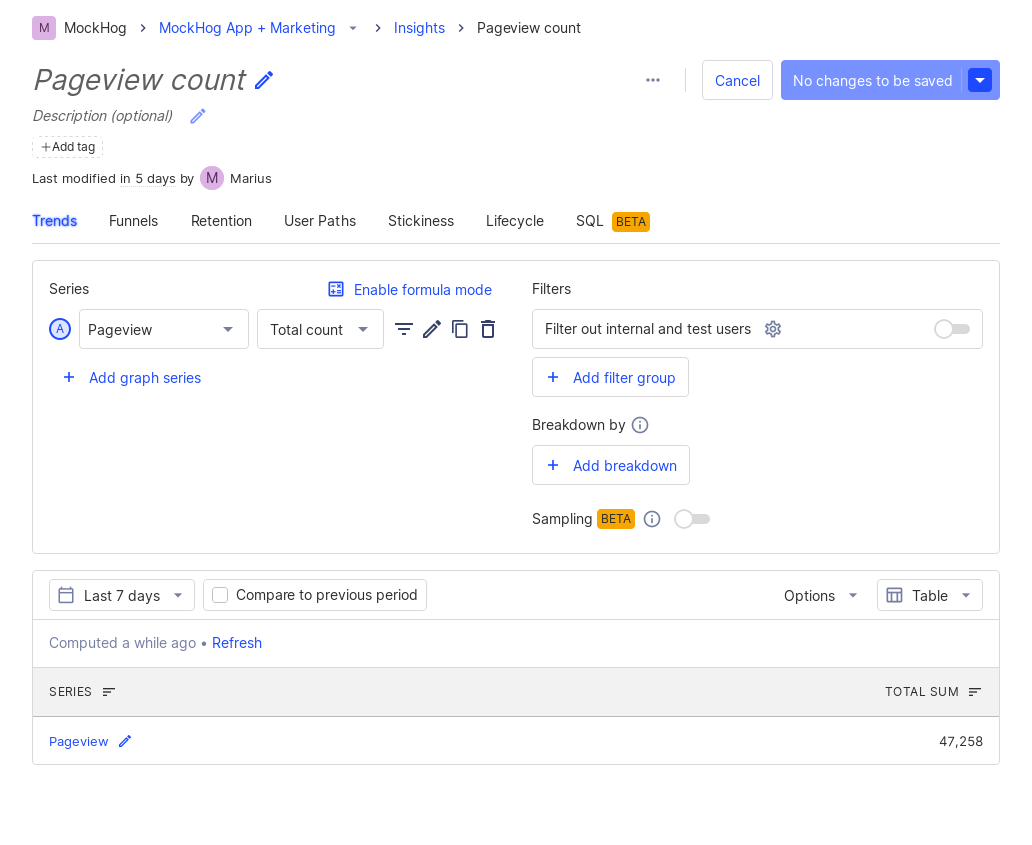 M MockHog MockHog App + Marketing Insights Pageview count
Pageview count
Cancel No changes to be saved
Description (optional)
+Add tag
Last modified in 5 days by M Marius
Trends Funnels Retention User Paths Stickiness Lifecycle SQL BETA
Series Enable formula mode
A Pageview Total count
+ Add graph series
Filters
Filter out internal and test users
+ Add filter group
Breakdown by
+ Add breakdown
Sampling BETA
Last 7 days Compare to previous period Options Table
Computed a while ago • Refresh
SERIES TOTAL SUM
Pageview 47,258